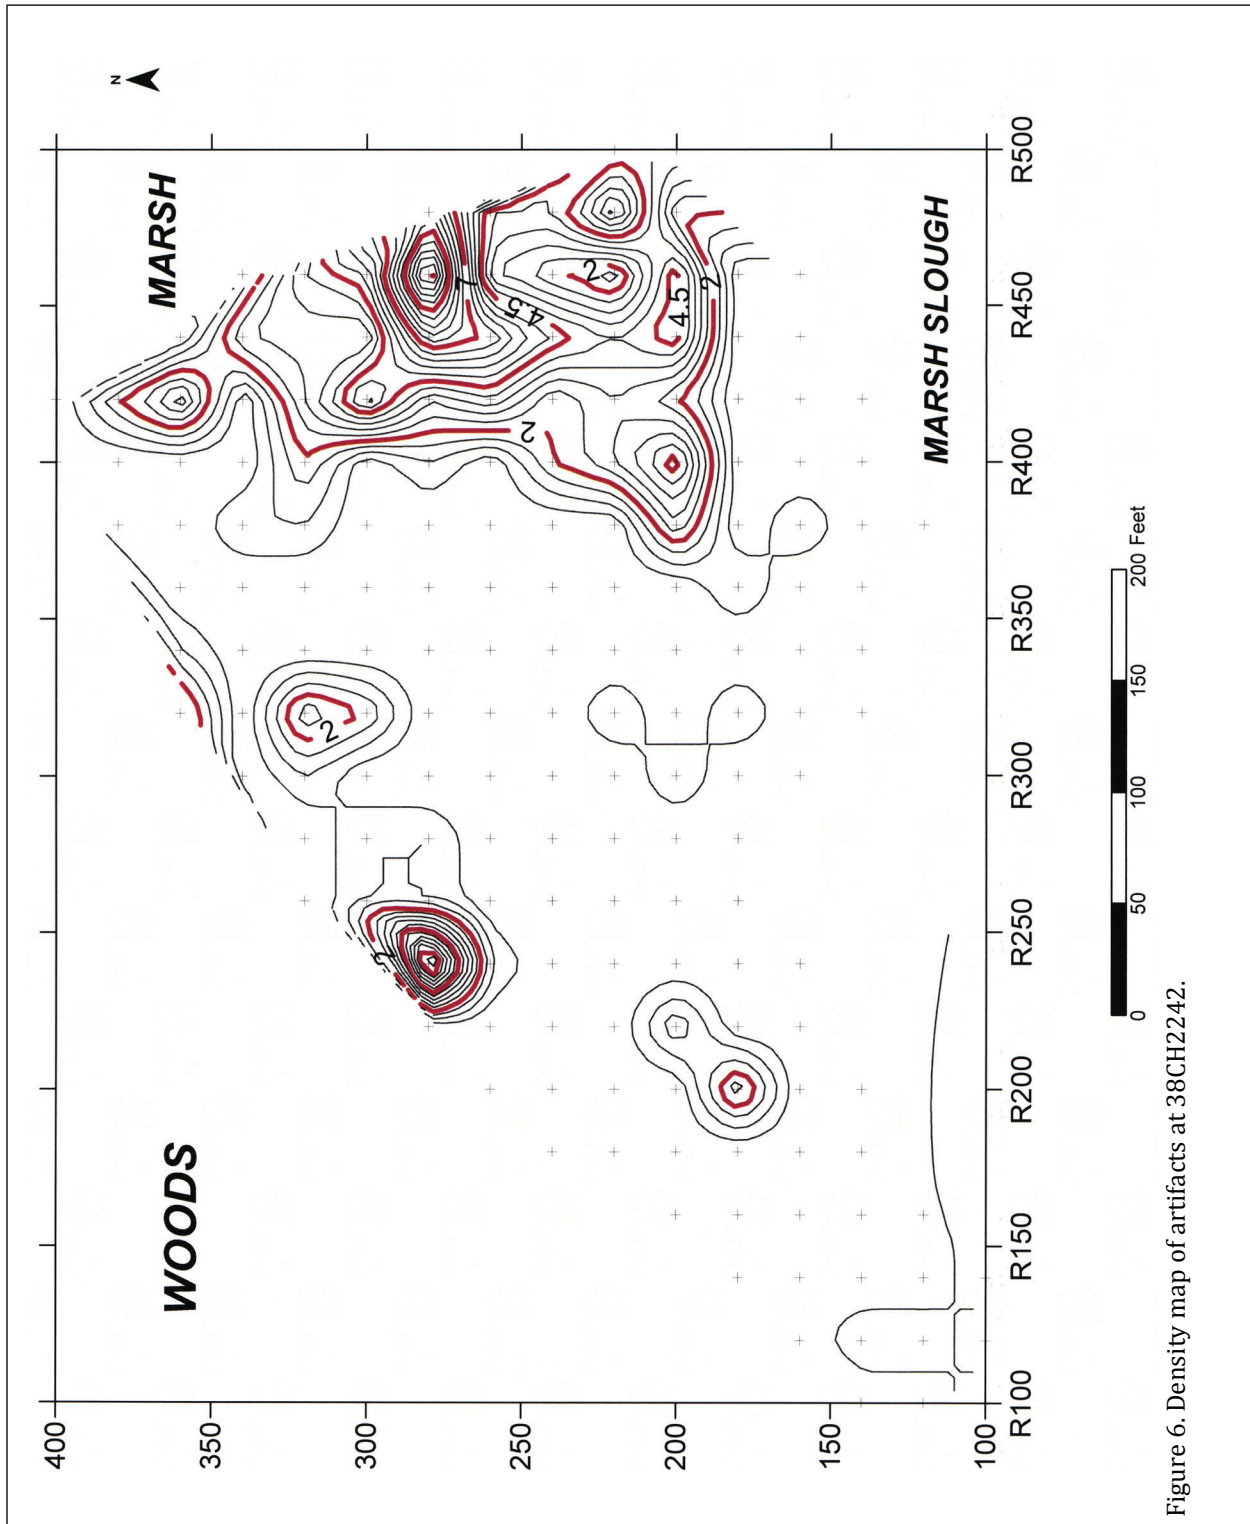 N
MARSH
WOODS
MARSH SLOUGH
400
350
300
250
200
150
100
R100
R150
R200
R250
R300
R350
R400
R450
R500
2
2
2
7
4.5
2
4.5
2
0
50
100
150
200 Feet
Figure 6. Density map of artifacts at 38CH2242.